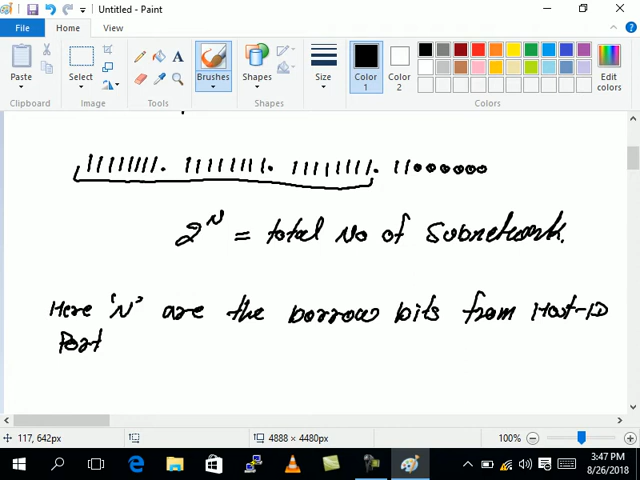 Untitled - Paint
File Home View
Paste Select Brushes Shapes Size Color 1 Color 2 Edit colors
Clipboard Image Tools Shapes Colors
11111111. 11111111. 11111111. 11000000
2^N = total No of Subnetwork.
Here 'N' are the borrow bits from Host-ID
Part
117, 642px 4888 × 4480px 100%
3:47 PM
8/26/2018